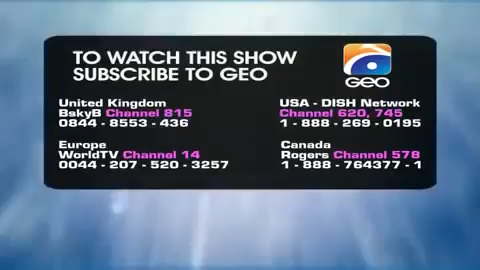 TO WATCH THIS SHOW
SUBSCRIBE TO GEO
GEO
United Kingdom
BskyB Channel 815
0844 - 8553 - 436
USA - DISH Network
Channel 620, 745
1 - 888 - 269 - 0195
Europe
WorldTV Channel 14
0044 - 207 - 520 - 3257
Canada
Rogers Channel 578
1 - 888 - 764377 - 1